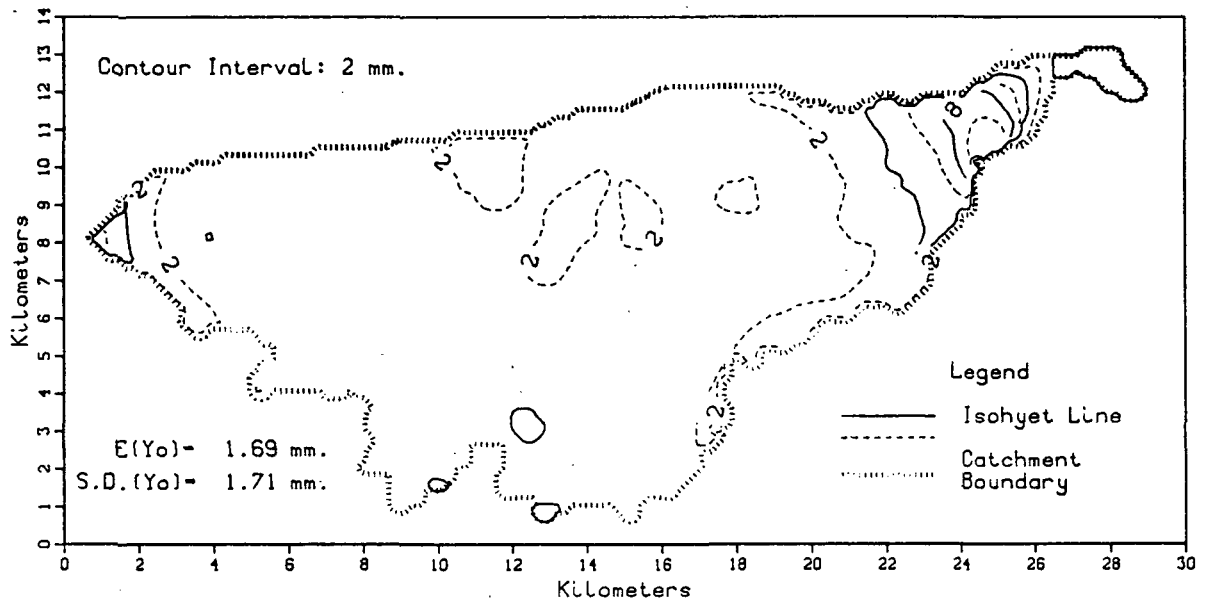 14
13
12
11
10
9
8
7
6
5
4
3
2
1
0
Kilometers
Contour Interval: 2 mm.
2
2
2
2
2
2
8
2
2
E(Yo)= 1.69 mm.
S.D.(Yo)= 1.71 mm.
Legend
Isohyet Line
Catchment
Boundary
0 2 4 6 8 10 12 14 16 18 20 22 24 26 28 30
Kilometers